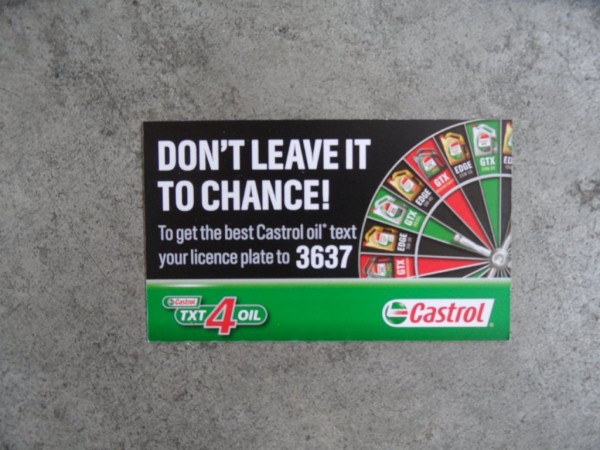 DON'T LEAVE IT
TO CHANCE!
To get the best Castrol oil* text
your licence plate to 3637
GTX
EDGE
GTX
EDGE
GTX
EDGE
GTX
Castrol
TXT 4 OIL
Castrol